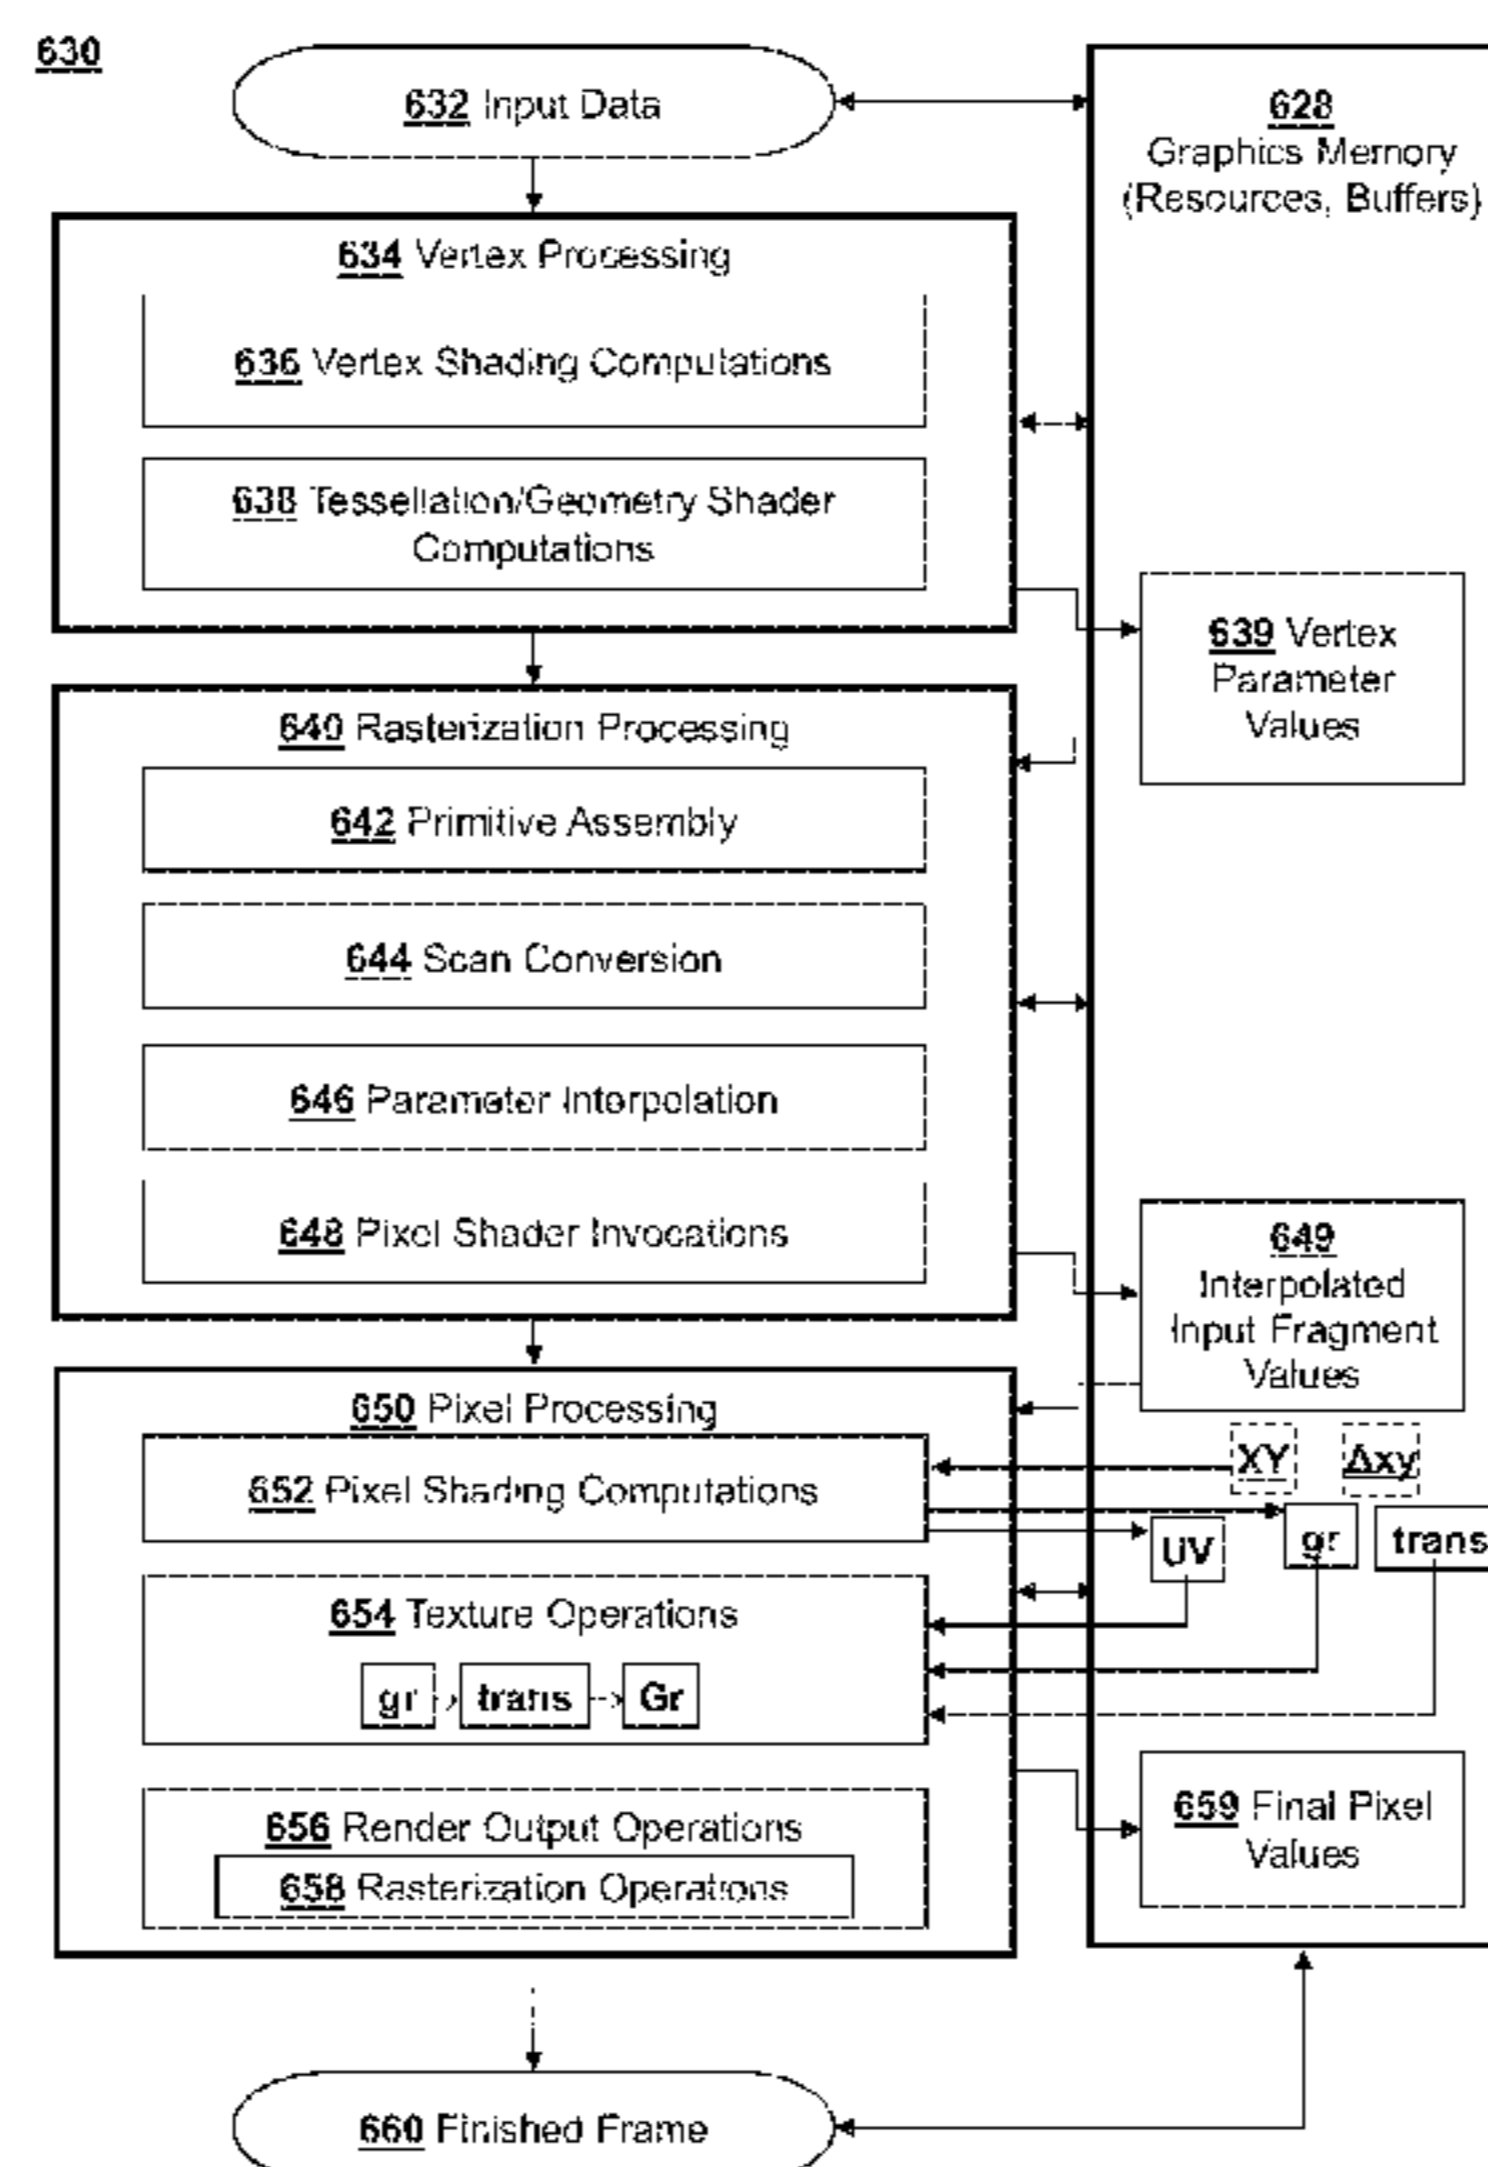 630
632 Input Data
628
Graphics Memory
(Resources, Buffers)
634 Vertex Processing
636 Vertex Shading Computations
638 Tessellation/Geometry Shader
Computations
639 Vertex
Parameter
Values
640 Rasterization Processing
642 Primitive Assembly
644 Scan Conversion
646 Parameter Interpolation
648 Pixel Shader Invocations
649
Interpolated
Input Fragment
Values
650 Pixel Processing
652 Pixel Shading Computations
XY
Δxy
UV
gr
trans
654 Texture Operations
gr
trans
Gr
656 Render Output Operations
658 Rasterization Operations
659 Final Pixel
Values
660 Finished Frame